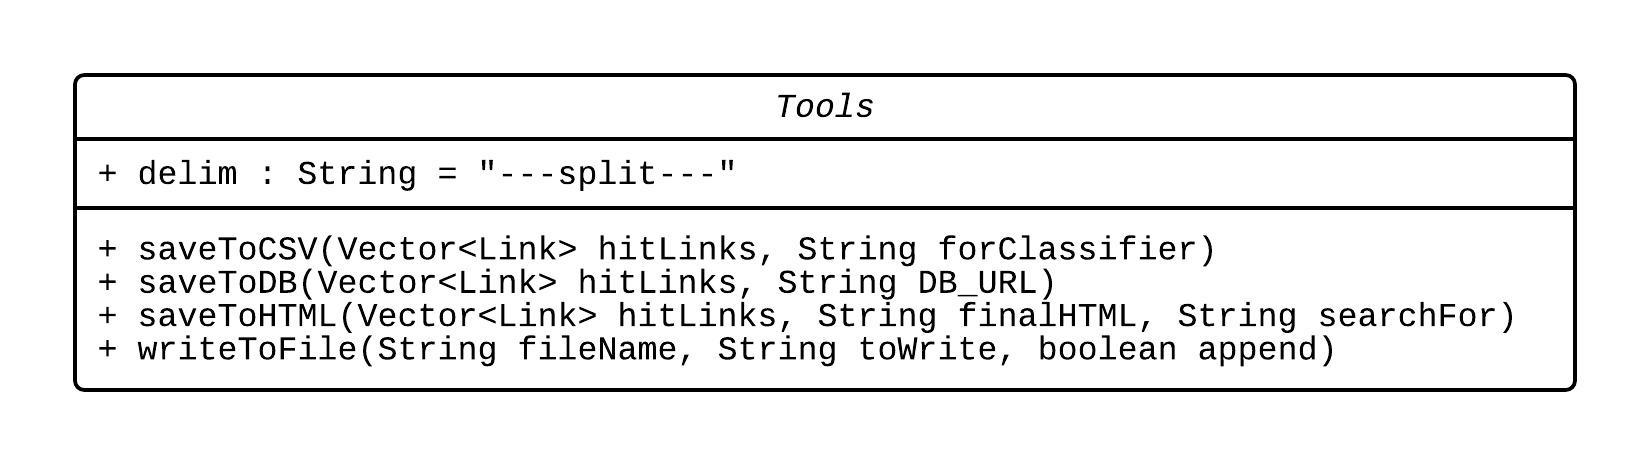 Tools
+ delim : String = "---split---"
+ saveToCSV(Vector<Link> hitLinks, String forClassifier)
+ saveToDB(Vector<Link> hitLinks, String DB_URL)
+ saveToHTML(Vector<Link> hitLinks, String finalHTML, String searchFor)
+ writeToFile(String fileName, String toWrite, boolean append)